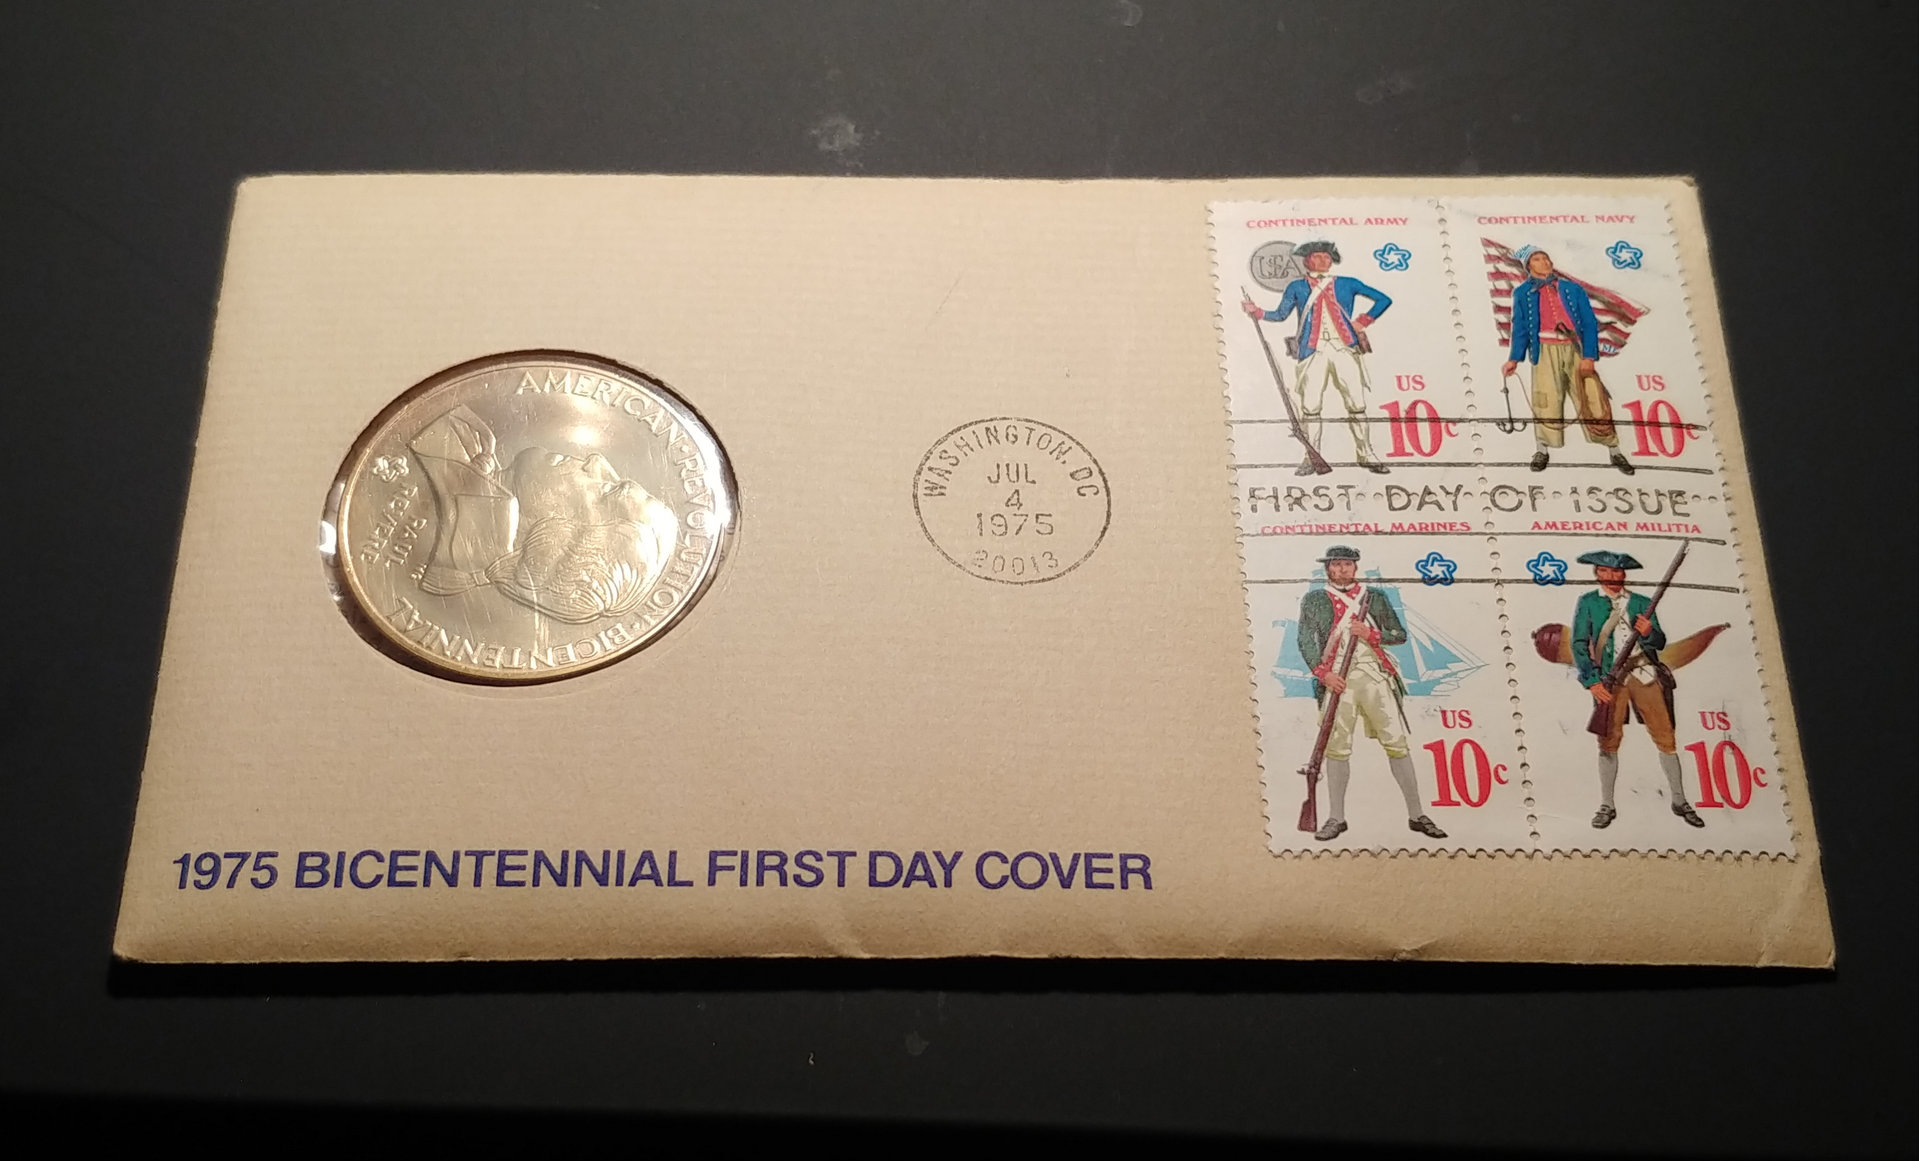 AMERICAN·REVOLUTION·BICENTENNIAL
PAUL
REVERE
WASHINGTON, DC
JUL
4
1975
20013
CONTINENTAL ARMY
USA
US
10c
CONTINENTAL NAVY
US
10c
FIRST DAY OF ISSUE
CONTINENTAL MARINES
US
10c
AMERICAN MILITIA
US
10c
1975 BICENTENNIAL FIRST DAY COVER